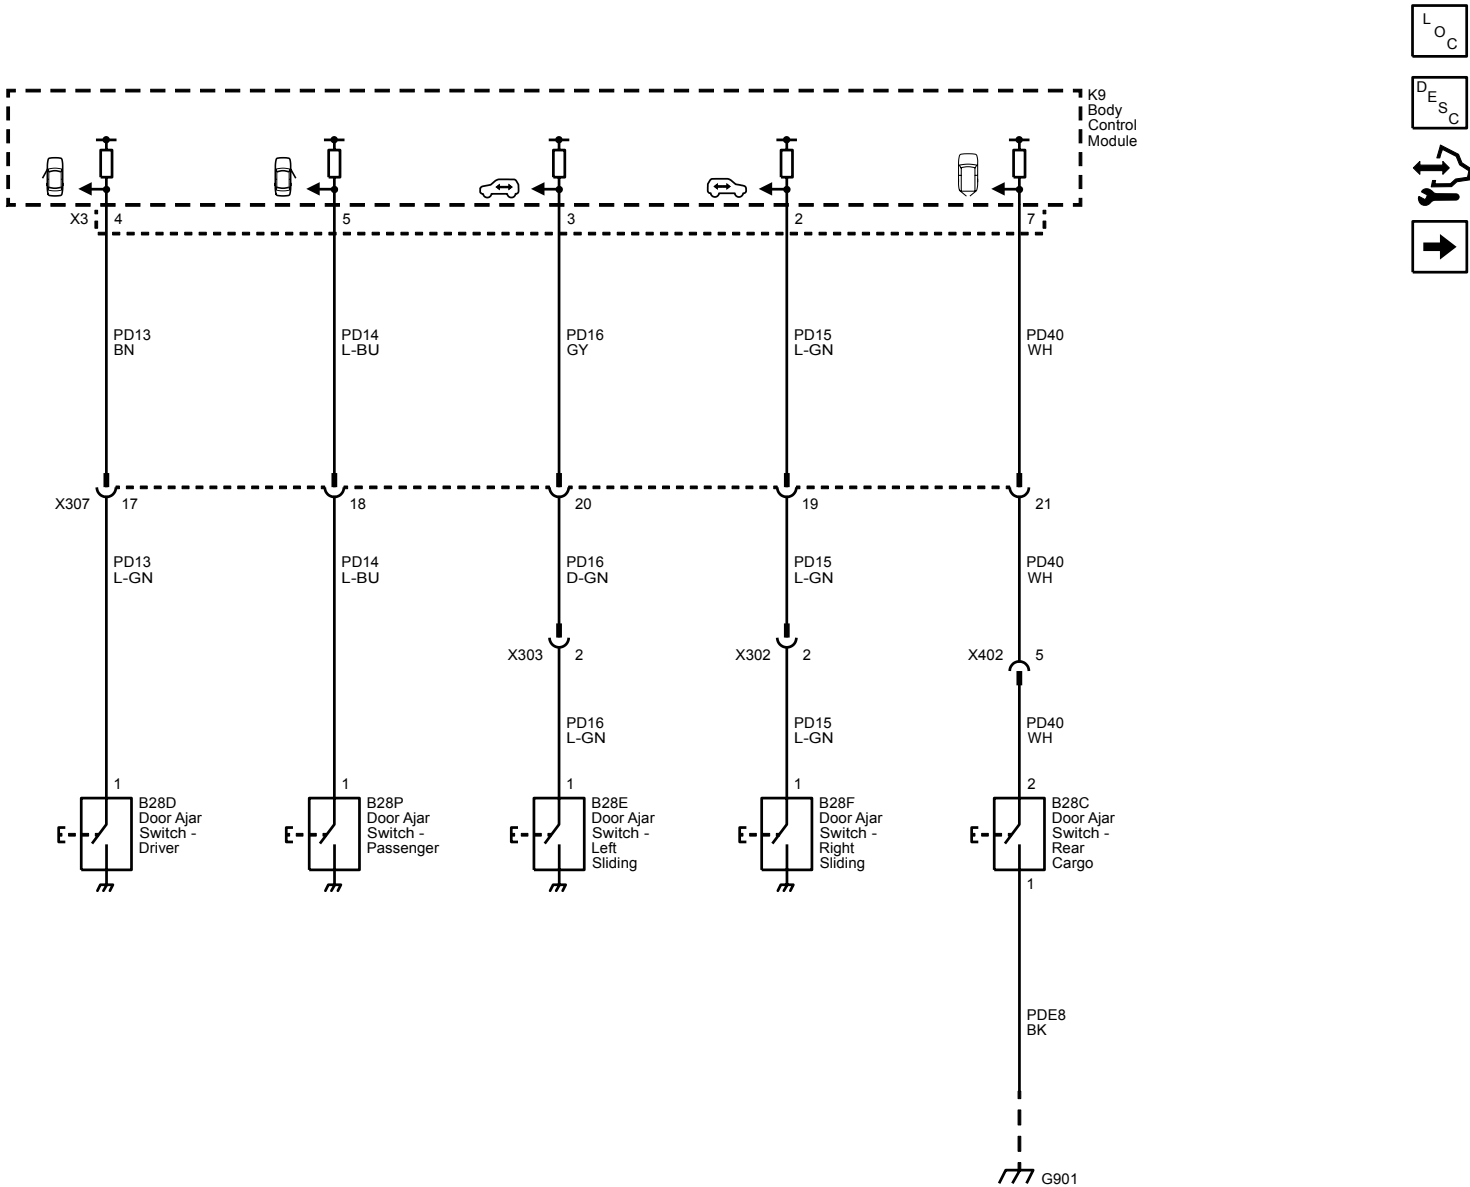 L
O
C
D
E
S
C
K9
Body
Control
Module
X3 4 5 3 2 7
PD13 PD14 PD16 PD15 PD40
BN L-BU GY L-GN WH
X307 17 18 20 19 21
PD13 PD14 PD16 PD15 PD40
L-GN L-BU D-GN L-GN WH
X303 2 X302 2 X402 5
PD16 PD15 PD40
L-GN L-GN WH
1 1 1 1 2
B28D
Door Ajar
Switch -
Driver
B28P
Door Ajar
Switch -
Passenger
B28E
Door Ajar
Switch -
Left
Sliding
B28F
Door Ajar
Switch -
Right
Sliding
B28C
Door Ajar
Switch -
Rear
Cargo
1
PDE8
BK
G901